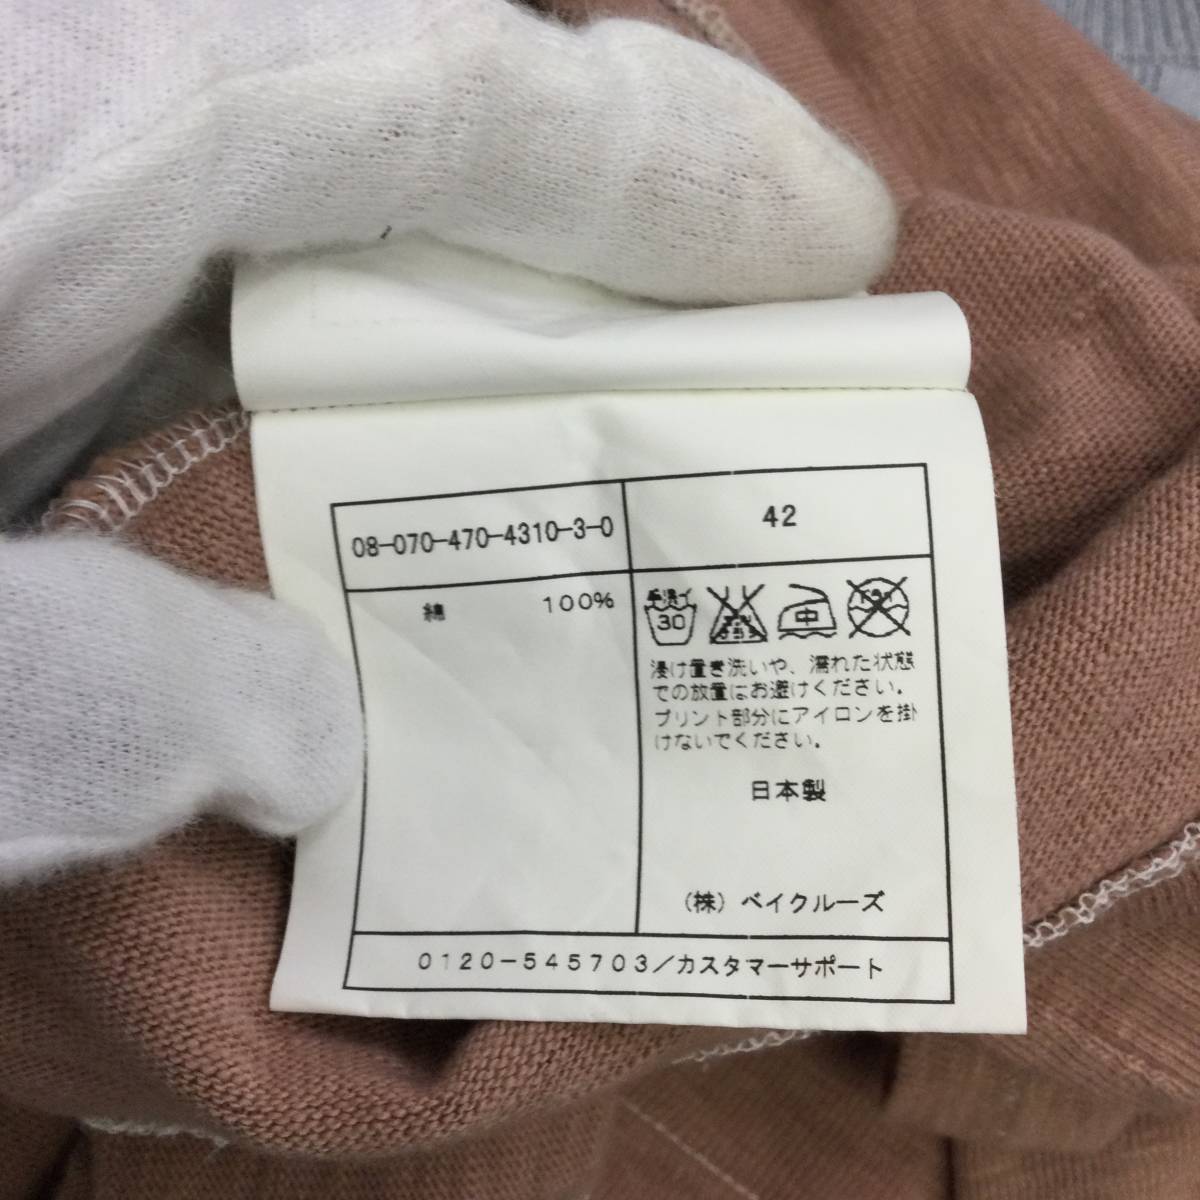 08-070-470-4310-3-0
42
綿 100%
手洗イ
30
中
浸け置き洗いや、濡れた状態
での放置はお避けください。
プリント部分にアイロンを掛
けないでください。
日本製
(株)ベイクルーズ
0120-545703/カスタマーサポート